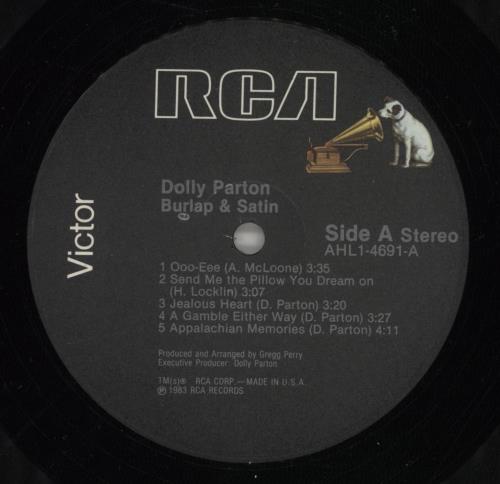 RCA
Victor
Dolly Parton
Burlap & Satin
Side A Stereo
AHL1-4691-A
1 Ooo-Eee (A. McLoone) 3:35
2 Send Me the Pillow You Dream on
(H. Locklin) 3:07
3 Jealous Heart (D. Parton) 3:20
4 A Gamble Either Way (D. Parton) 3:27
5 Appalachian Memories (D. Parton) 4:11
Produced and Arranged by Gregg Perry
Executive Producer: Dolly Parton
TM(s)® RCA CORP.—MADE IN U.S.A.
℗ 1983 RCA RECORDS